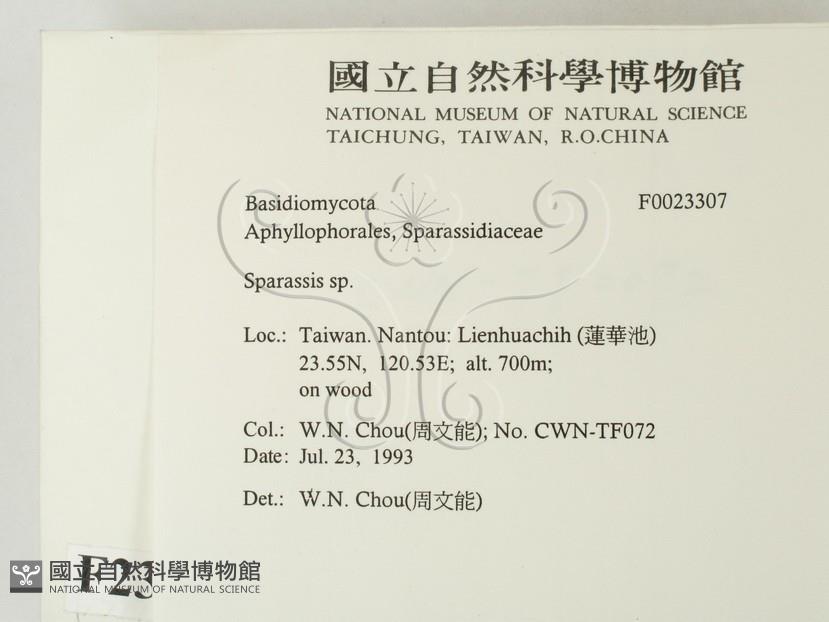 國立自然科學博物館
NATIONAL MUSEUM OF NATURAL SCIENCE
TAICHUNG, TAIWAN, R.O.CHINA
Basidiomycota F0023307
Aphyllophorales, Sparassidiaceae
Sparassis sp.
Loc.: Taiwan. Nantou: Lienhuachih (蓮華池)
23.55N, 120.53E; alt. 700m;
on wood
Col.: W.N. Chou(周文能); No. CWN-TF072
Date: Jul. 23, 1993
Det.: W.N. Chou(周文能)
國立自然科學博物館
NATIONAL MUSEUM OF NATURAL SCIENCE